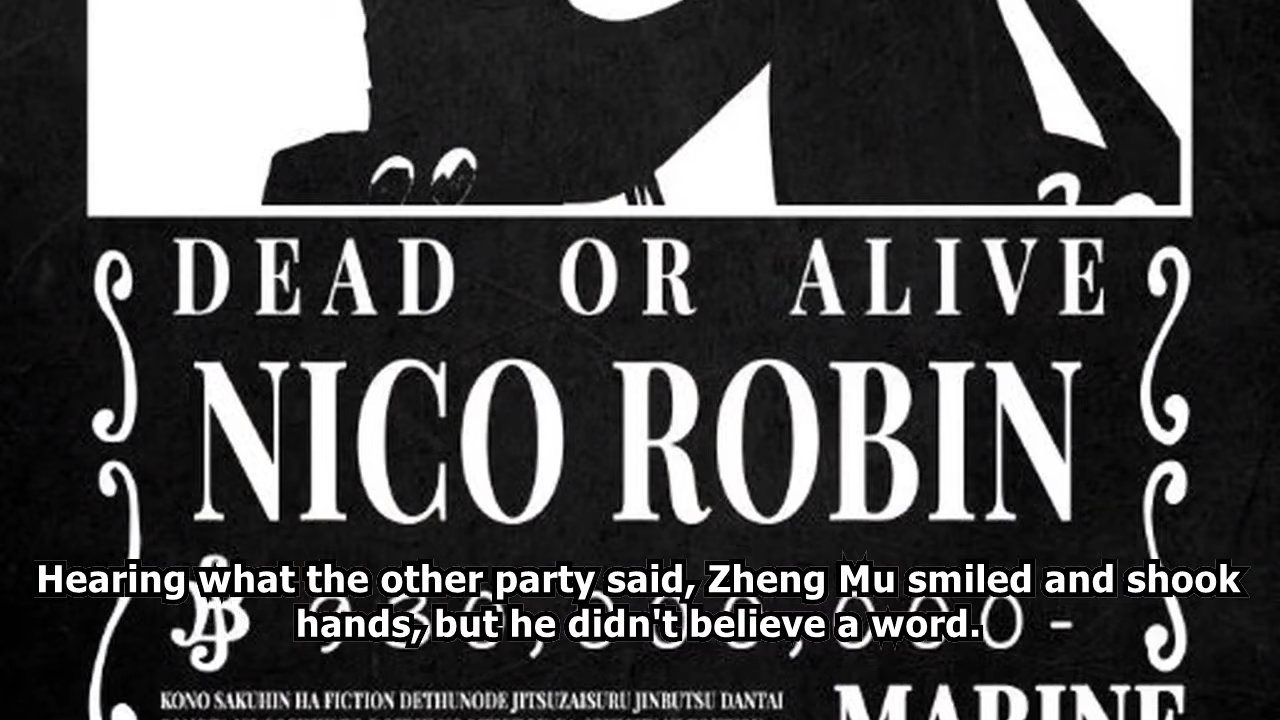 DEAD OR ALIVE
NICO ROBIN
Hearing what the other party said, Zheng Mu smiled and shook
hands, but he didn't believe a word.
KONO SAKUHIN HA FICTION DETHUNODE JITSUZAISURU JINBUTSU DANTAI
MARINE